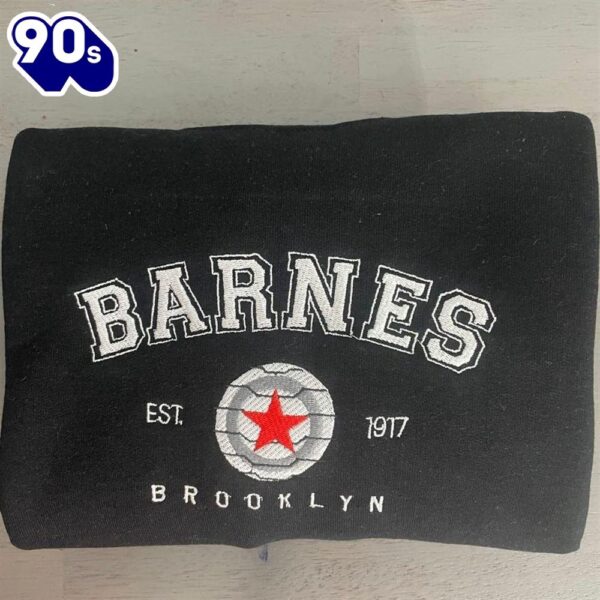 90s
BARNES
EST. 1917
BROOKLYN